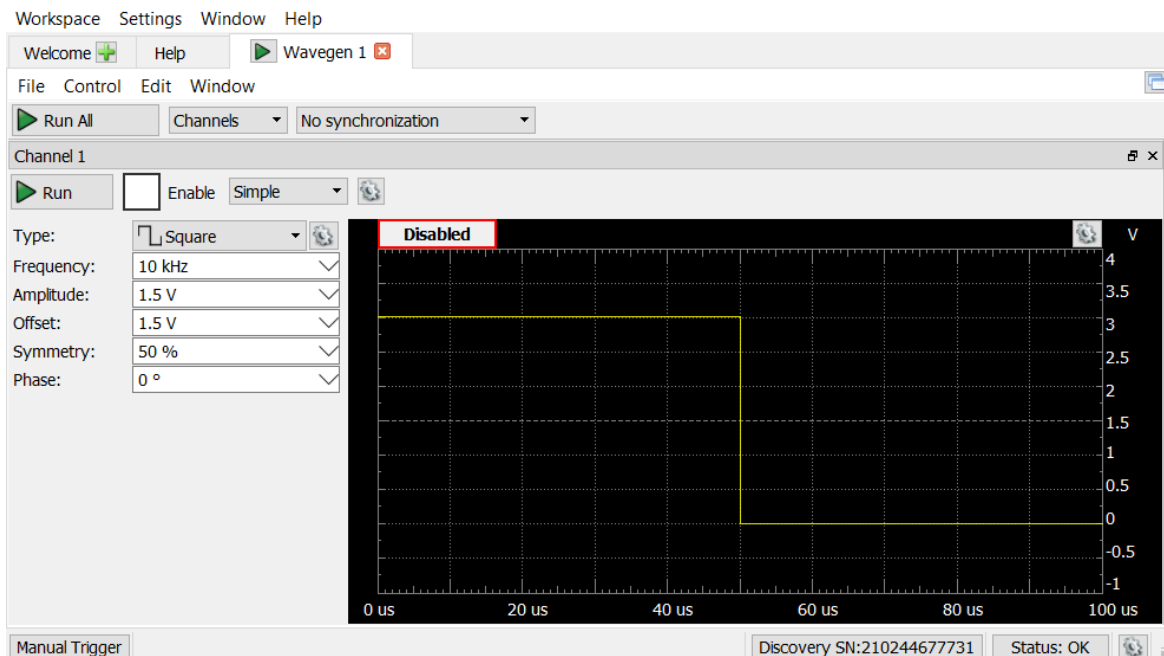 Workspace Settings Window Help
Welcome Help Wavegen 1
File Control Edit Window
Run All Channels No synchronization
Channel 1
Run Enable Simple
Type: Square
Frequency: 10 kHz
Amplitude: 1.5 V
Offset: 1.5 V
Symmetry: 50 %
Phase: 0 °
Disabled V
4
3.5
3
2.5
2
1.5
1
0.5
0
-0.5
-1
0 us 20 us 40 us 60 us 80 us 100 us
Manual Trigger Discovery SN:210244677731 Status: OK